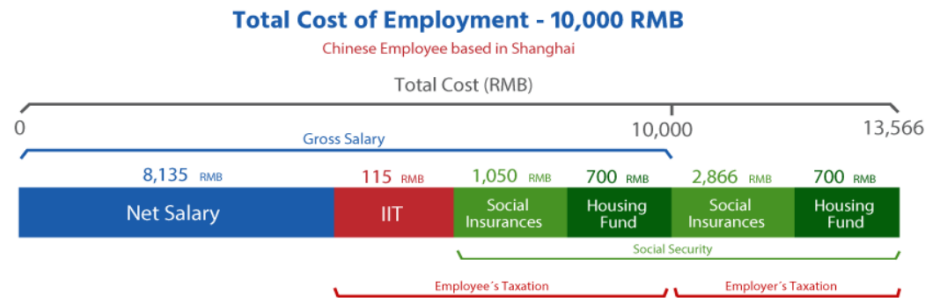 Total Cost of Employment - 10,000 RMB
Chinese Employee based in Shanghai
Total Cost (RMB)
0
10,000
13,566
Gross Salary
8,135 RMB
115 RMB
1,050 RMB
700 RMB
2,866 RMB
700 RMB
Net Salary
IIT
Social
Insurances
Housing
Fund
Social
Insurances
Housing
Fund
Social Security
Employee´s Taxation
Employer´s Taxation